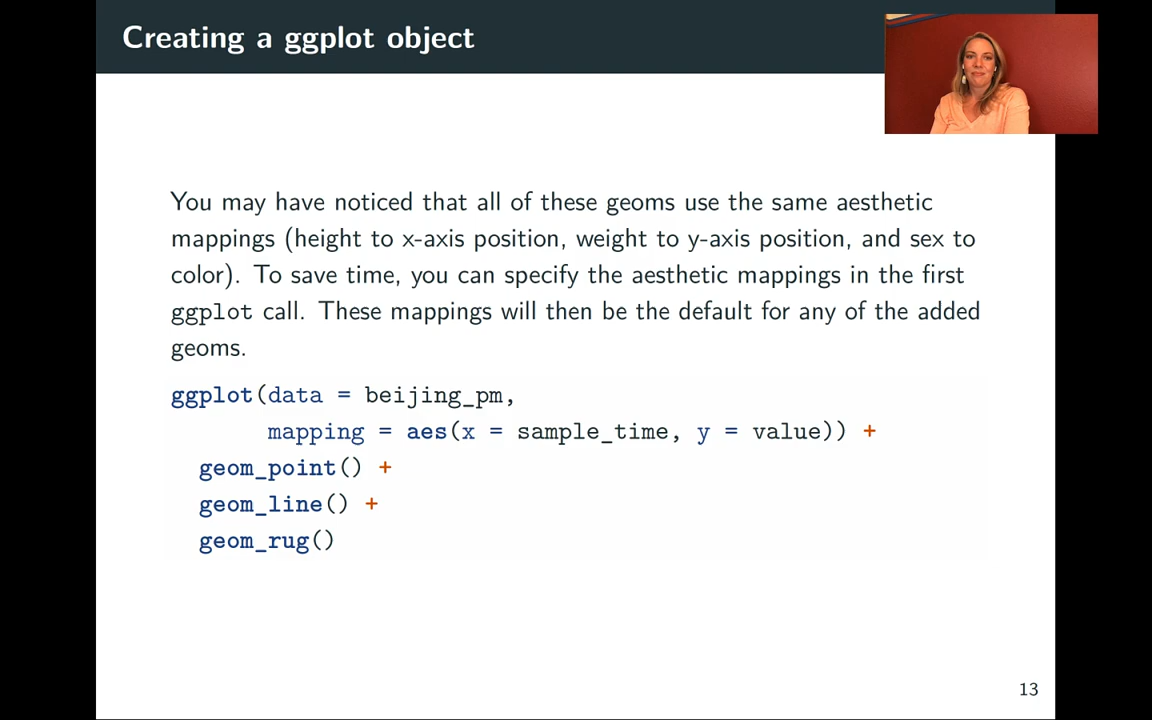 Creating a ggplot object
You may have noticed that all of these geoms use the same aesthetic
mappings (height to x-axis position, weight to y-axis position, and sex to
color). To save time, you can specify the aesthetic mappings in the first
ggplot call. These mappings will then be the default for any of the added
geoms.
ggplot(data = beijing_pm,
mapping = aes(x = sample_time, y = value)) +
geom_point() +
geom_line() +
geom_rug()
13